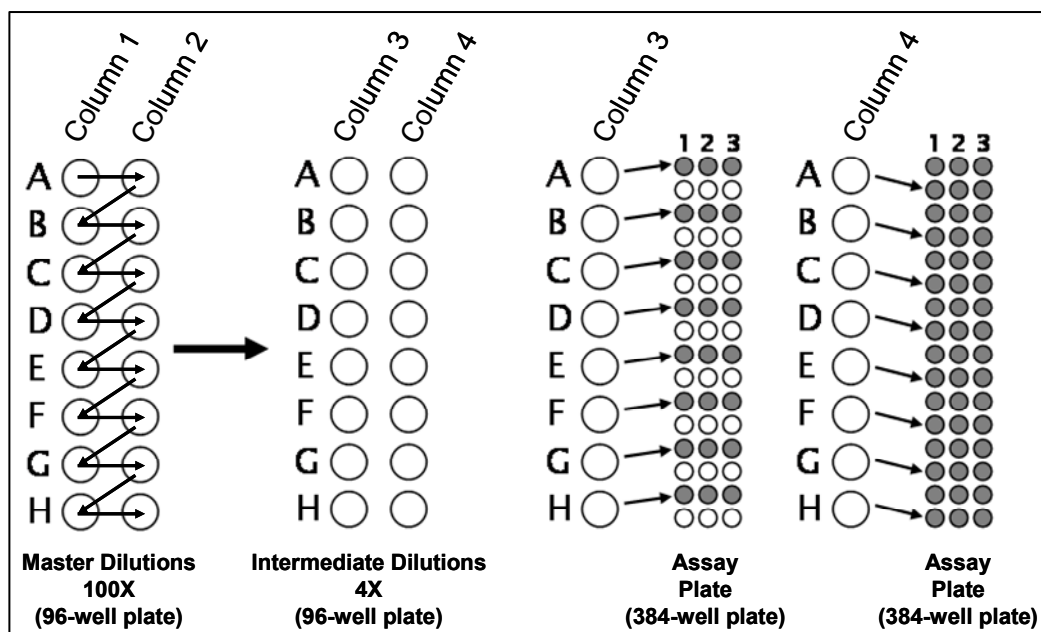 Column 1
Column 2
Column 3
Column 4
Column 3
Column 4
1 2 3
1 2 3
A
B
C
D
E
F
G
H
A
B
C
D
E
F
G
H
A
B
C
D
E
F
G
H
A
B
C
D
E
F
G
H
Master Dilutions
100X
(96-well plate)
Intermediate Dilutions
4X
(96-well plate)
Assay
Plate
(384-well plate)
Assay
Plate
(384-well plate)